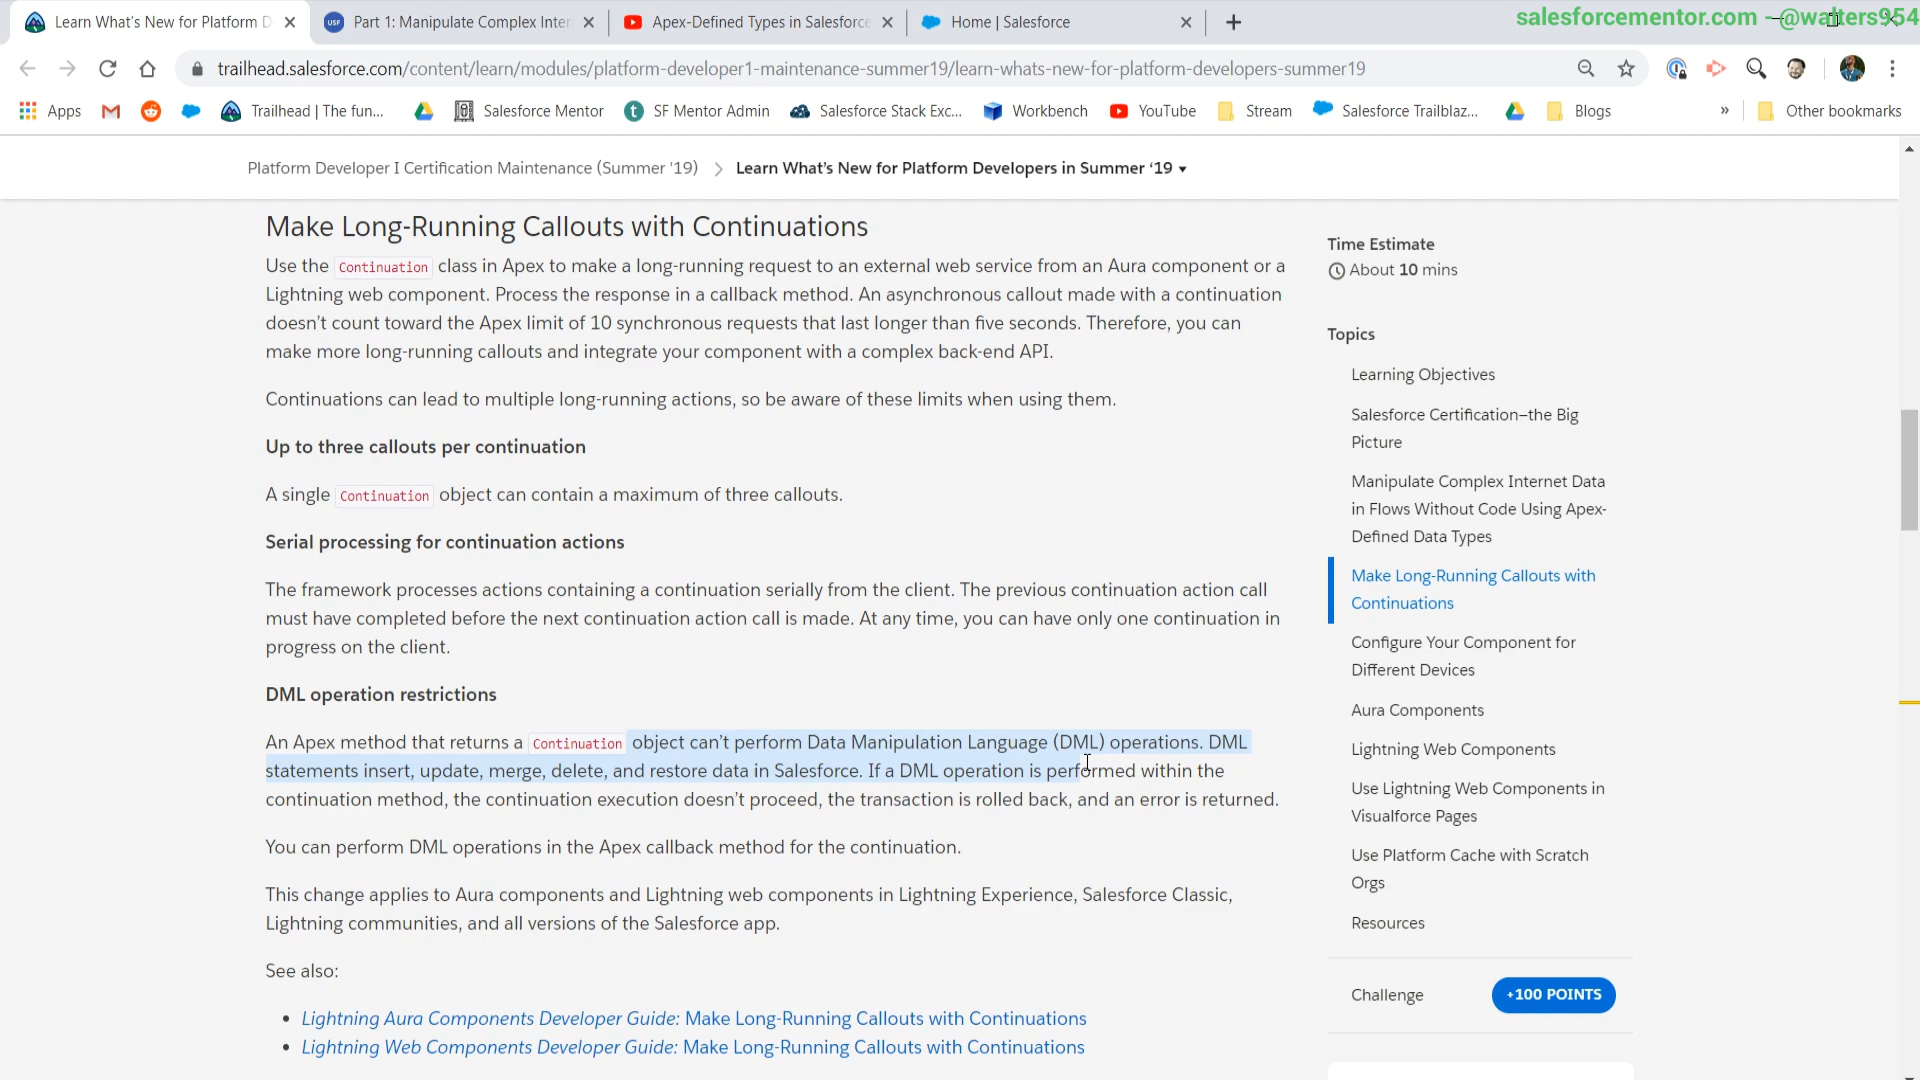 Learn What's New for Platform D
Part 1: Manipulate Complex Inter
Apex-Defined Types in Salesforce
Home | Salesforce
salesforcementor.com - @walters954
trailhead.salesforce.com/content/learn/modules/platform-developer1-maintenance-summer19/learn-whats-new-for-platform-developers-summer19
Apps
Trailhead | The fun...
Salesforce Mentor
SF Mentor Admin
Salesforce Stack Exc...
Workbench
YouTube
Stream
Salesforce Trailblaz...
Blogs
»
Other bookmarks
Platform Developer I Certification Maintenance (Summer '19)
Learn What's New for Platform Developers in Summer ‘19
Make Long-Running Callouts with Continuations
Use the Continuation class in Apex to make a long-running request to an external web service from an Aura component or a
Lightning web component. Process the response in a callback method. An asynchronous callout made with a continuation
doesn't count toward the Apex limit of 10 synchronous requests that last longer than five seconds. Therefore, you can
make more long-running callouts and integrate your component with a complex back-end API.
Continuations can lead to multiple long-running actions, so be aware of these limits when using them.
Up to three callouts per continuation
A single Continuation object can contain a maximum of three callouts.
Serial processing for continuation actions
The framework processes actions containing a continuation serially from the client. The previous continuation action call
must have completed before the next continuation action call is made. At any time, you can have only one continuation in
progress on the client.
DML operation restrictions
An Apex method that returns a Continuation object can't perform Data Manipulation Language (DML) operations. DML
statements insert, update, merge, delete, and restore data in Salesforce. If a DML operation is performed within the
continuation method, the continuation execution doesn't proceed, the transaction is rolled back, and an error is returned.
You can perform DML operations in the Apex callback method for the continuation.
This change applies to Aura components and Lightning web components in Lightning Experience, Salesforce Classic,
Lightning communities, and all versions of the Salesforce app.
See also:
• Lightning Aura Components Developer Guide: Make Long-Running Callouts with Continuations
• Lightning Web Components Developer Guide: Make Long-Running Callouts with Continuations
Time Estimate
About 10 mins
Topics
Learning Objectives
Salesforce Certification—the Big
Picture
Manipulate Complex Internet Data
in Flows Without Code Using Apex-
Defined Data Types
Make Long-Running Callouts with
Continuations
Configure Your Component for
Different Devices
Aura Components
Lightning Web Components
Use Lightning Web Components in
Visualforce Pages
Use Platform Cache with Scratch
Orgs
Resources
Challenge
+100 POINTS